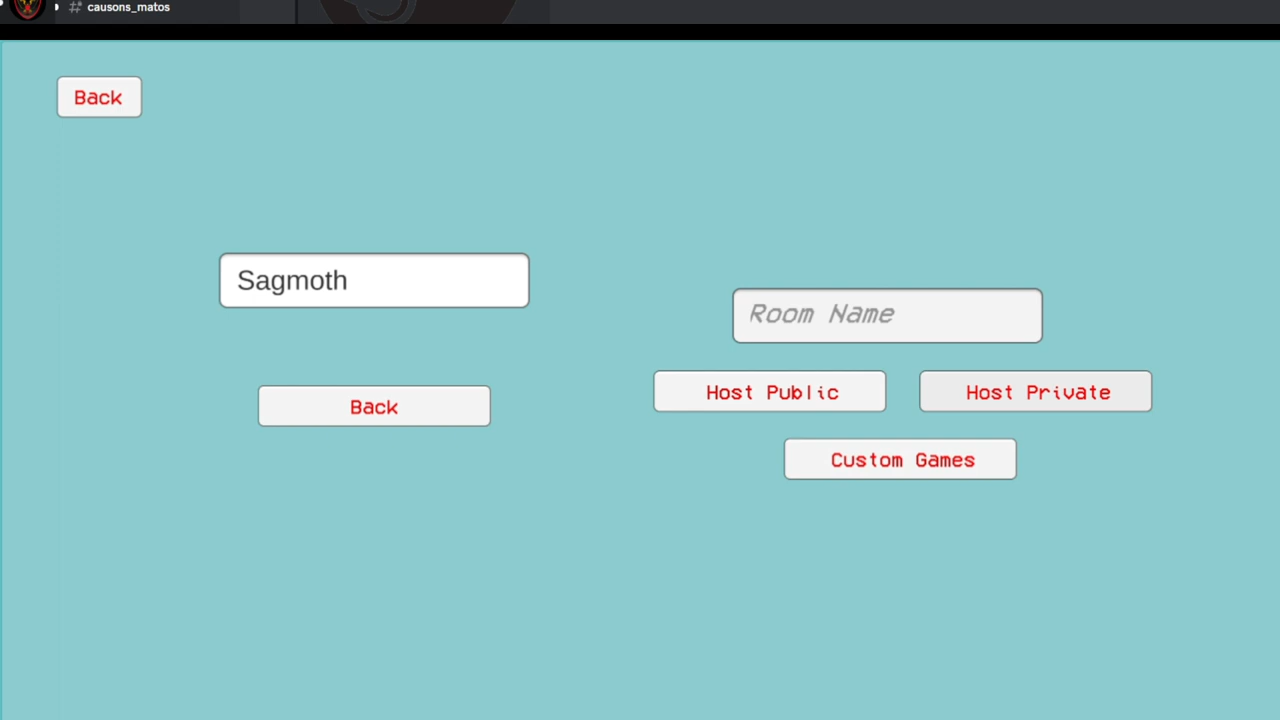 # causons_matos
Back
Sagmoth
Room Name
Host Public
Host Private
Back
Custom Games